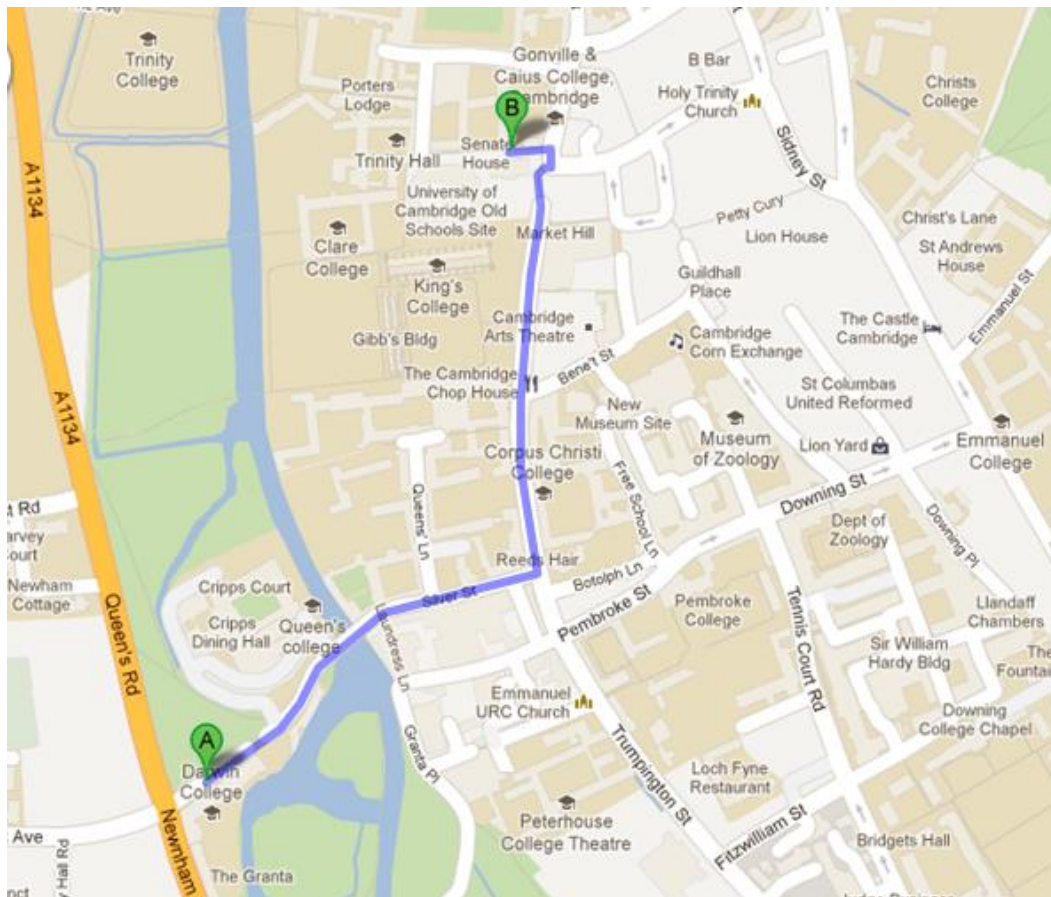 Trinity
College
Gonville &
Caius College,
Cambridge
B Bar
Porters
Lodge
Holy Trinity
Church
Christs
College
B
A1134
Senate
House
Trinity Hall
Sidney St
University of
Cambridge Old
Schools Site
Petty Cury
Lion House
Christ's Lane
Market Hill
St Andrews
House
Clare
College
King's
College
Guildhall
Place
Emmanuel St
Cambridge
Arts Theatre
The Castle
Cambridge
Gibb's Bldg
Cambridge
Corn Exchange
Bene't St
The Cambridge
Chop House
St Columbas
United Reformed
A1134
New
Museum Site
Museum
of Zoology
Lion Yard
Emmanuel
College
Corpus Christi
College
Queens' Ln
Free School Ln
Downing St
Rd
Dept of
Zoology
Downing Pl
Court
Reeds Hair
Botolph Ln
Newham
Cottage
Cripps Court
Silver St
Pembroke St
Pembroke
College
Llandaff
Chambers
Cripps
Dining Hall
Queen's
college
Laundress Ln
Tennis Court Rd
Queen's Rd
Sir William
Hardy Bldg
The
Fountain
Emmanuel
URC Church
Downing
College Chapel
A
Granta Pl
Trumpington St
Darwin
College
Loch Fyne
Restaurant
Ave
Newnham
Peterhouse
College Theatre
Fitzwilliam St
Bridgets Hall
Hall Rd
The Granta